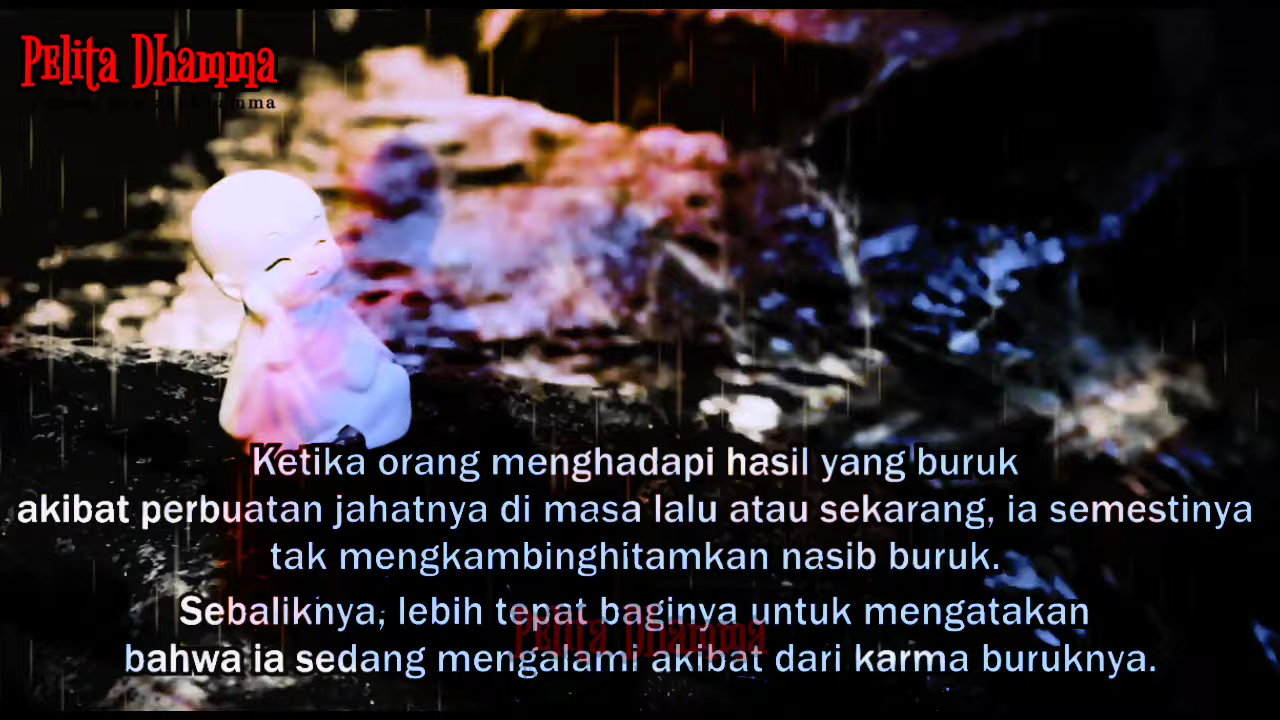 Pelita Dhamma
Ketika orang menghadapi hasil yang buruk
akibat perbuatan jahatnya di masa lalu atau sekarang, ia semestinya
tak mengkambinghitamkan nasib buruk.
Sebaliknya, lebih tepat baginya untuk mengatakan
Pelita Dhamma
bahwa ia sedang mengalami akibat dari karma buruknya.